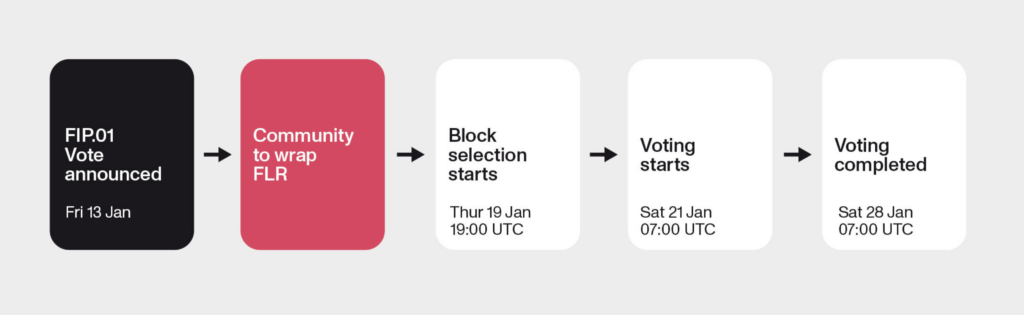 FIP.01
Vote
announced
Fri 13 Jan
Community
to wrap
FLR
Block
selection
starts
Thur 19 Jan
19:00 UTC
Voting
starts
Sat 21 Jan
07:00 UTC
Voting
completed
Sat 28 Jan
07:00 UTC